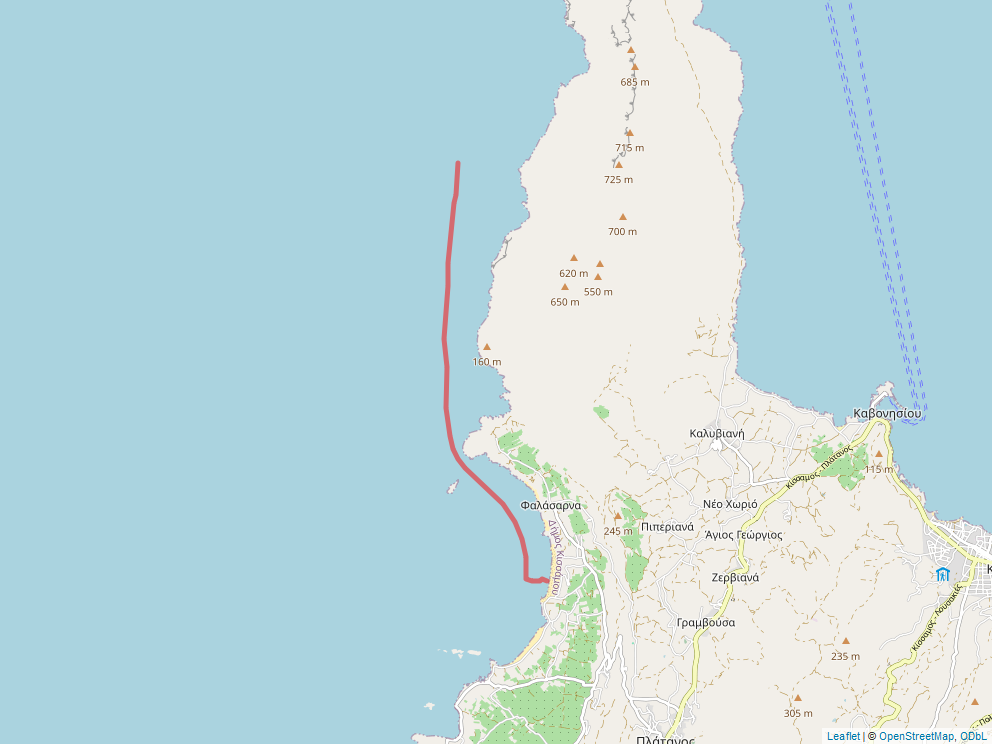 685 m
715 m
725 m
700 m
620 m
550 m
650 m
160 m
Καβονησίου
Καλυβιανή
Κίσσαμος - Πλάτανος
115 m
Φαλάσαρνα
Νέο Χωριό
Δήμος Κισσάμου
245 m
Πιπεριανά
Άγιος Γεώργιος
Ζερβιανά
Κ
Κίσσαμος - Λουσακιές
Γραμβούσα
235 m
305 m
Πλάτανος
Leaflet | © OpenStreetMap, ODbL